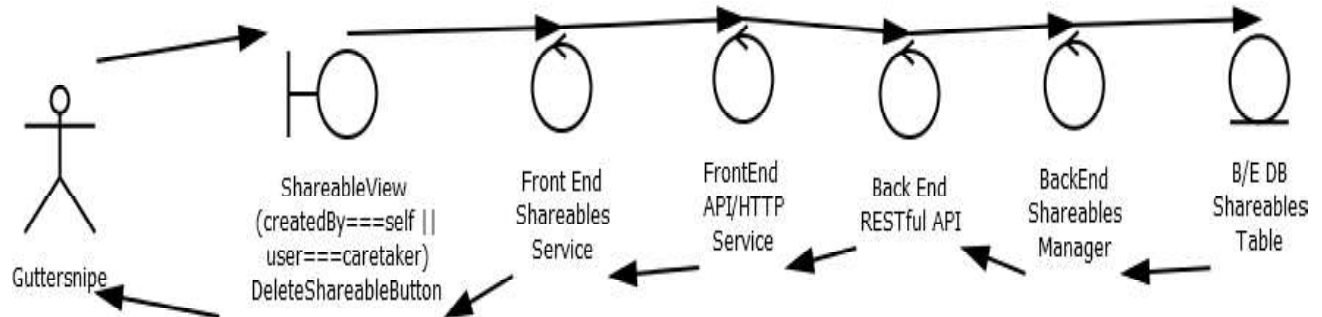 Guttersnipe
ShareableView
(createdBy===self ||
user===caretaker)
DeleteShareableButton
Front End
Shareables
Service
FrontEnd
API/HTTP
Service
Back End
RESTful API
BackEnd
Shareables
Manager
B/E DB
Shareables
Table